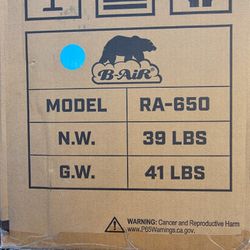 B-AIR
MODEL RA-650
N.W. 39 LBS
G.W. 41 LBS
WARNING: Cancer and Reproductive Harm
www.P65Warnings.ca.gov.